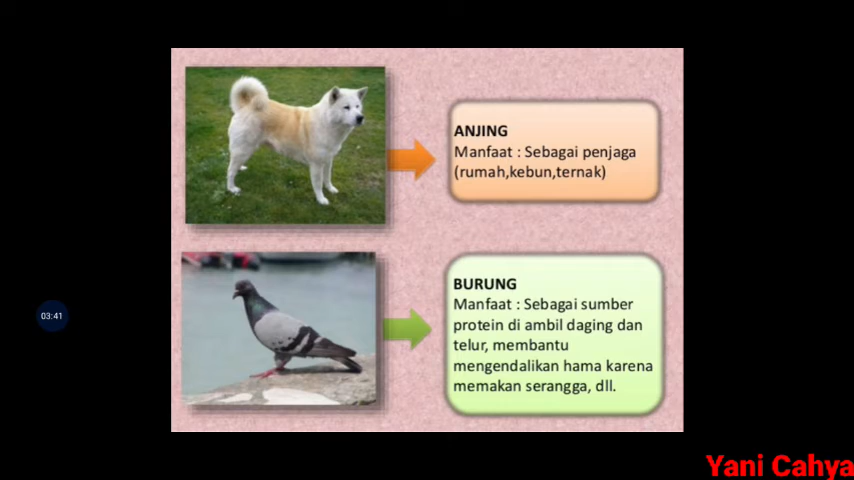 ANJING
Manfaat : Sebagai penjaga
(rumah,kebun,ternak)
BURUNG
Manfaat : Sebagai sumber
protein di ambil daging dan
telur, membantu
mengendalikan hama karena
memakan serangga, dll.
03:41
Yani Cahya